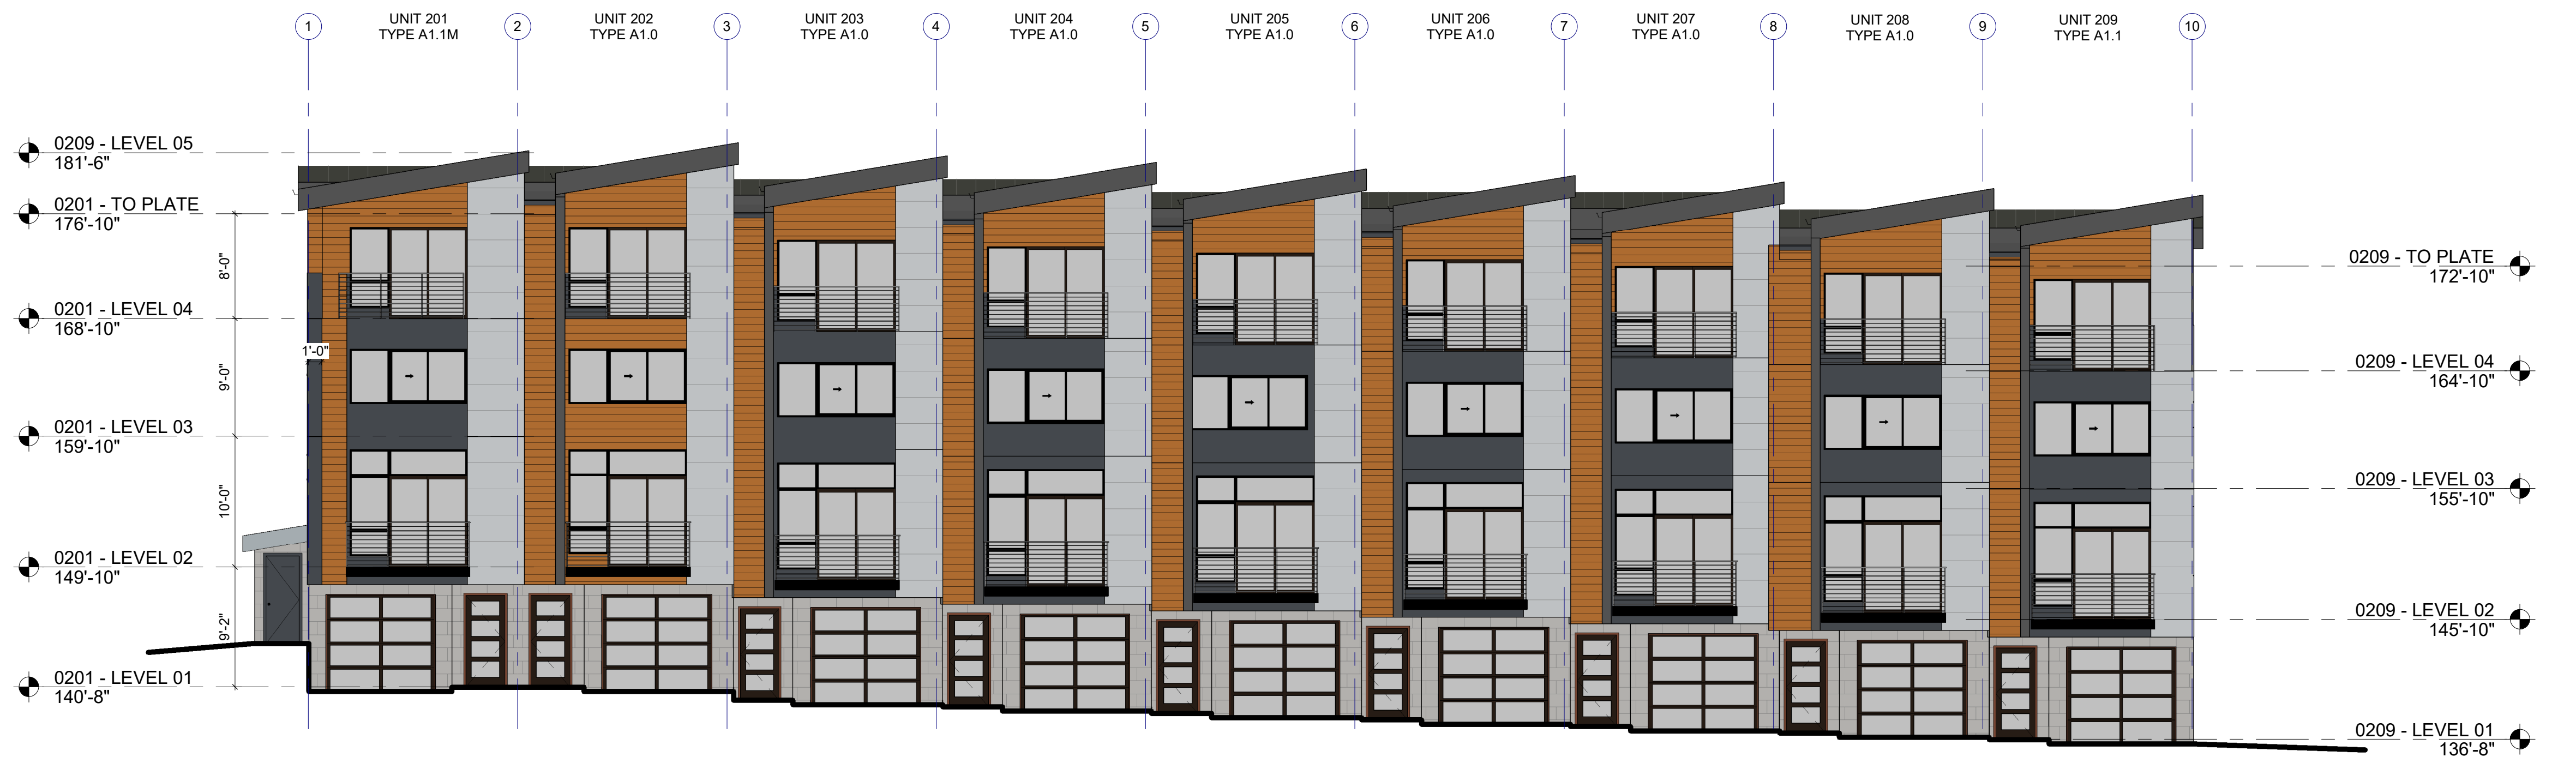 1
UNIT 201
TYPE A1.1M
2
UNIT 202
TYPE A1.0
3
UNIT 203
TYPE A1.0
4
UNIT 204
TYPE A1.0
5
UNIT 205
TYPE A1.0
6
UNIT 206
TYPE A1.0
7
UNIT 207
TYPE A1.0
8
UNIT 208
TYPE A1.0
9
UNIT 209
TYPE A1.1
10
0209 - LEVEL 05
181'-6"
0201 - TO PLATE
176'-10"
8'-0"
0201 - LEVEL 04
168'-10"
1'-0"
9'-0"
0201 - LEVEL 03
159'-10"
10'-0"
0201 - LEVEL 02
149'-10"
9'-2"
0201 - LEVEL 01
140'-8"
0209 - TO PLATE
172'-10"
0209 - LEVEL 04
164'-10"
0209 - LEVEL 03
155'-10"
0209 - LEVEL 02
145'-10"
0209 - LEVEL 01
136'-8"